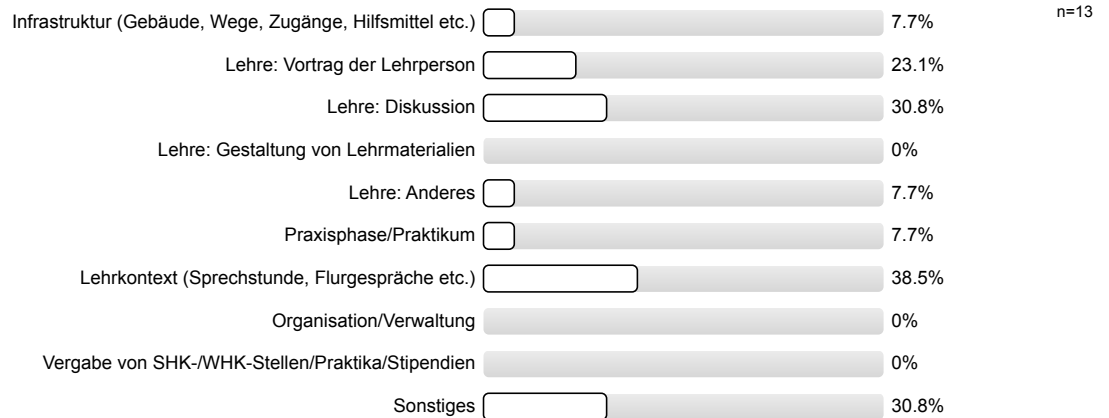 Infrastruktur (Gebäude, Wege, Zugänge, Hilfsmittel etc.) 7.7% n=13
Lehre: Vortrag der Lehrperson 23.1%
Lehre: Diskussion 30.8%
Lehre: Gestaltung von Lehrmaterialien 0%
Lehre: Anderes 7.7%
Praxisphase/Praktikum 7.7%
Lehrkontext (Sprechstunde, Flurgespräche etc.) 38.5%
Organisation/Verwaltung 0%
Vergabe von SHK-/WHK-Stellen/Praktika/Stipendien 0%
Sonstiges 30.8%